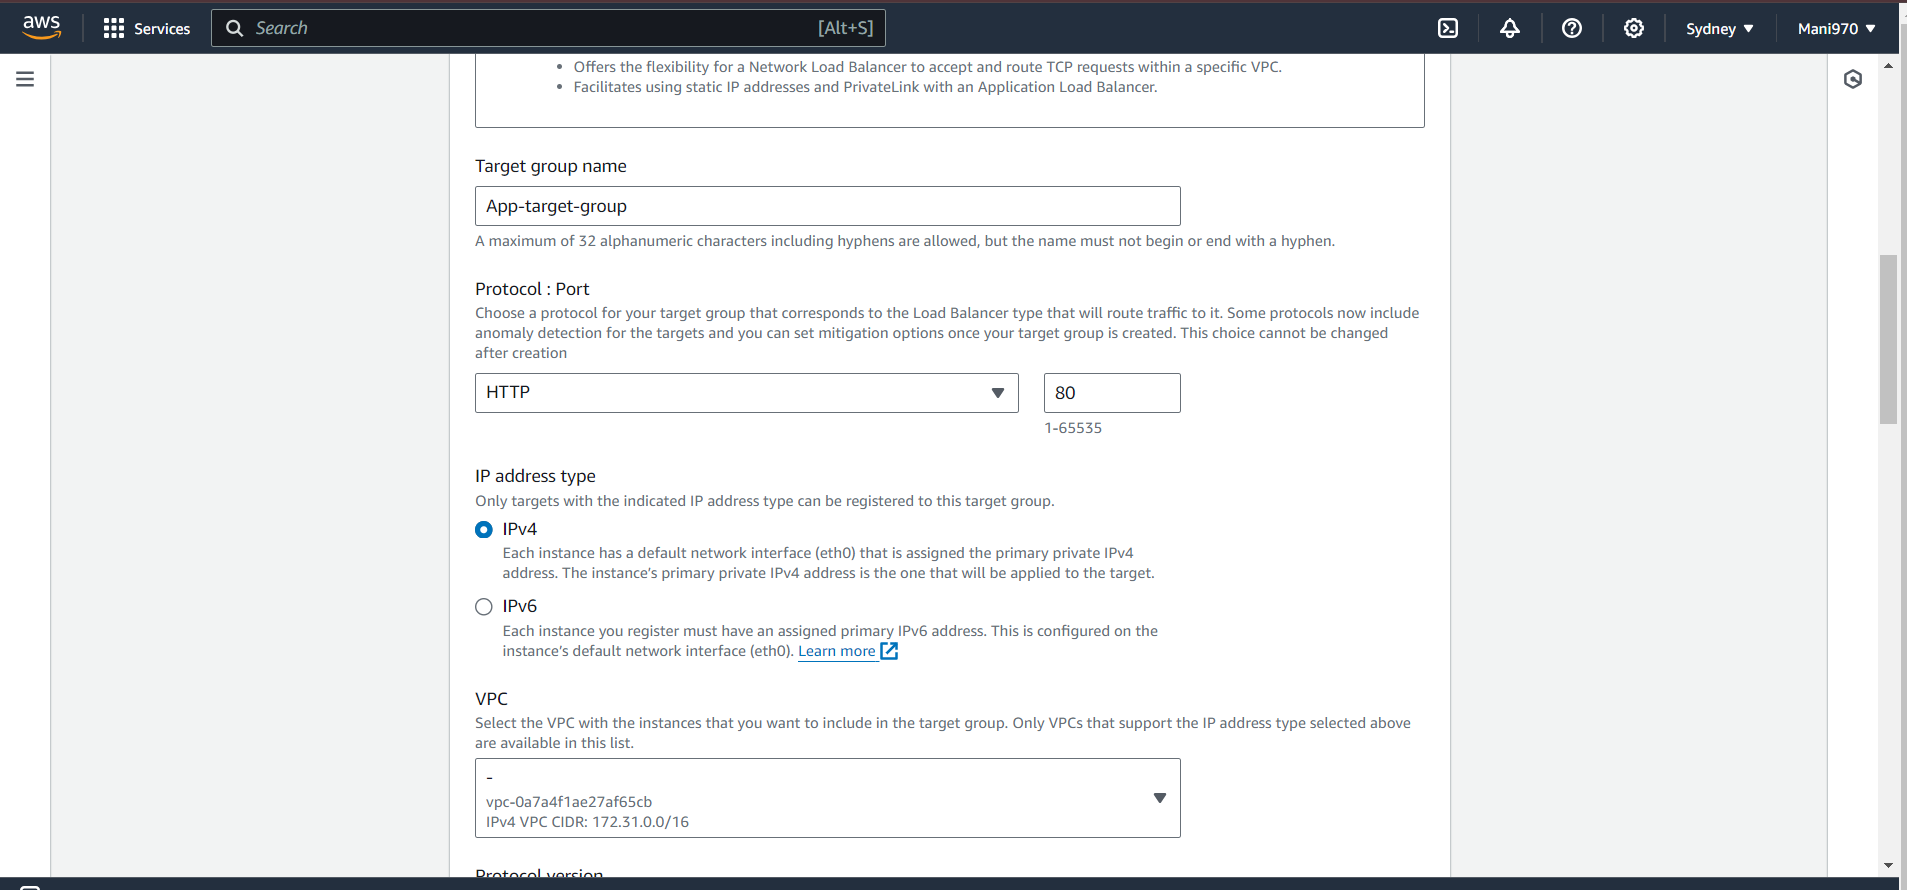 aws
Services
Search
[Alt+S]
Sydney
Mani970
Offers the flexibility for a Network Load Balancer to accept and route TCP requests within a specific VPC.
Facilitates using static IP addresses and PrivateLink with an Application Load Balancer.
Target group name
App-target-group
A maximum of 32 alphanumeric characters including hyphens are allowed, but the name must not begin or end with a hyphen.
Protocol : Port
Choose a protocol for your target group that corresponds to the Load Balancer type that will route traffic to it. Some protocols now include
anomaly detection for the targets and you can set mitigation options once your target group is created. This choice cannot be changed
after creation
HTTP
80
1-65535
IP address type
Only targets with the indicated IP address type can be registered to this target group.
IPv4
Each instance has a default network interface (eth0) that is assigned the primary private IPv4
address. The instance's primary private IPv4 address is the one that will be applied to the target.
IPv6
Each instance you register must have an assigned primary IPv6 address. This is configured on the
instance's default network interface (eth0). Learn more
VPC
Select the VPC with the instances that you want to include in the target group. Only VPCs that support the IP address type selected above
are available in this list.
-
vpc-0a7a4f1ae27af65cb
IPv4 VPC CIDR: 172.31.0.0/16
Protocol version